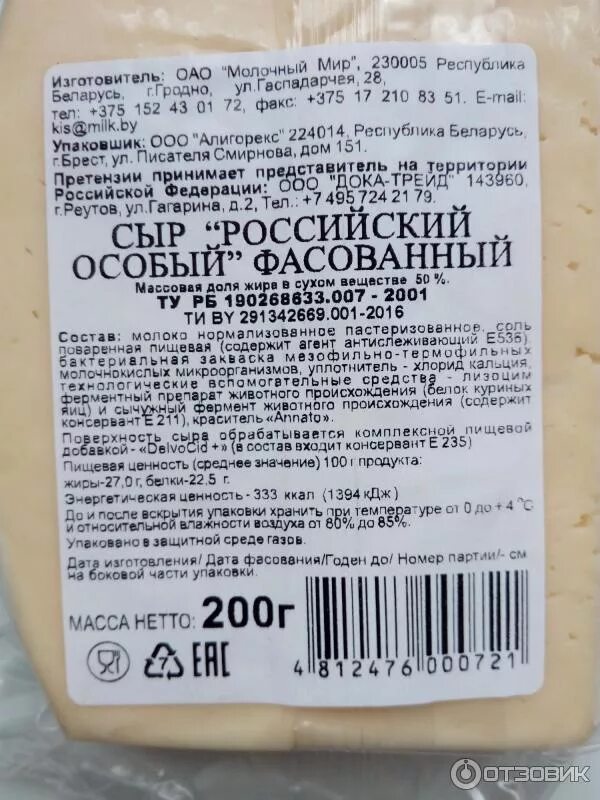 Изготовитель: ОАО "Молочный Мир", 230005 Республика
Беларусь, г.Гродно, ул.Гаспадарчея, 28,
тел: +375 152 43 01 72, факс: +375 17 210 83 51. E-mail:
kis@milk.by
Упаковщик: ООО "Алигорекс" 224014, Республика Беларусь,
г.Брест, ул. Писателя Смирнова, дом 151.
Претензии принимает представитель на территории
Российской Федерации: ООО "ДОКА-ТРЕЙД" 143960,
г.Реутов, ул.Гагарина, д.2, Тел.: +7 495 724 21 79.
СЫР "РОССИЙСКИЙ
ОСОБЫЙ" ФАСОВАННЫЙ
Массовая доля жира в сухом веществе 50 %.
ТУ РБ 190268633.007 - 2001
ТИ BY 291342669.001-2016
Состав: молоко нормализованное пастеризованное, соль
поваренная пищевая (содержит агент антислеживающий Е536),
бактериальная закваска мезофильно-термофильных
молочнокислых микроорганизмов, уплотнитель - хлорид кальция,
технологические вспомогательные средства - лизоцим
ферментный препарат животного происхождения (белок куриных
яиц) и сычужный фермент животного происхождения (содержит
консервант Е 211), краситель «Annato».
Поверхность сыра обрабатывается комплексной пищевой
добавкой - «DelvoCid +» (в состав входит консервант Е 235)
Пищевая ценность (среднее значение) 100 г продукта:
жиры-27,0 г, белки-22,5 г.
Энергетическая ценность - 333 ккал (1394 кДж)
До и после вскрытия упаковки хранить при температуре от 0 до + 4 °С
и относительной влажности воздуха от 80% до 85%.
Упаковано в защитной среде газов.
Дата изготовления/ Дата фасования/Годен до/ Номер партии/- см
на боковой части упаковки.
МАССА НЕТТО: 200г
7
EAC
4 812476 000721
ОТЗОВИК